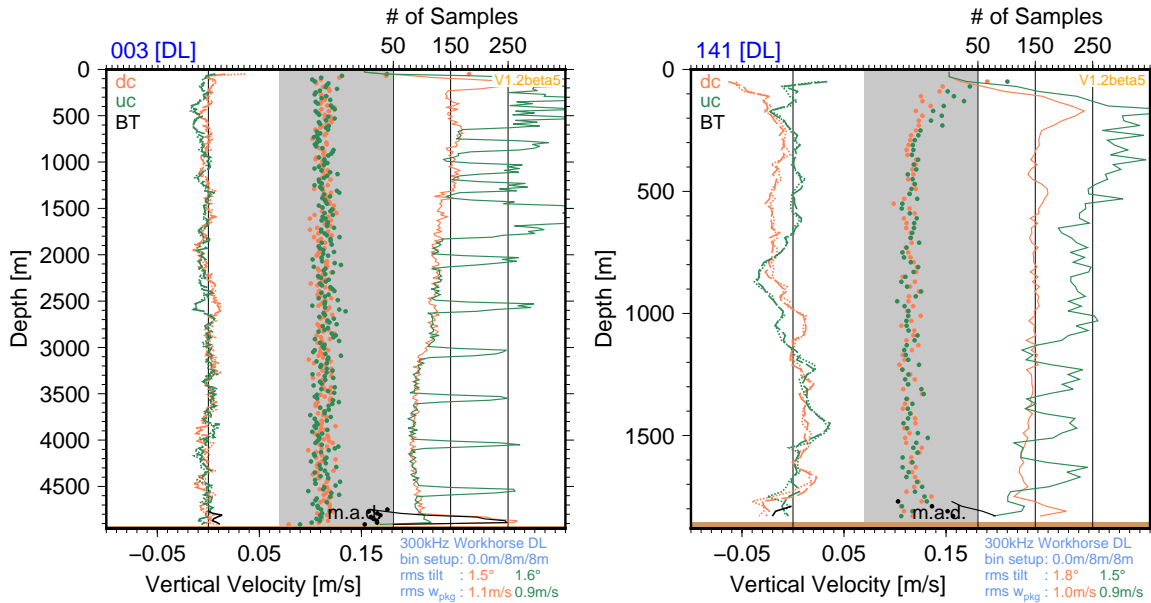 # of Samples
003 [DL]
50 150 250
0
500
1000
1500
2000
2500
3000
3500
4000
4500
Depth [m]
dc
uc
BT
V1.2beta5
m.a.d.
−0.05 0.05 0.15
Vertical Velocity [m/s]
300kHz Workhorse DL
bin setup: 0.0m/8m/8m
rms tilt : 1.5° 1.6°
rms wpkg : 1.1m/s 0.9m/s
# of Samples
141 [DL]
50 150 250
0
500
1000
1500
Depth [m]
dc
uc
BT
V1.2beta5
m.a.d.
−0.05 0.05 0.15
Vertical Velocity [m/s]
300kHz Workhorse DL
bin setup: 0.0m/8m/8m
rms tilt : 1.8° 1.5°
rms wpkg : 1.0m/s 0.9m/s